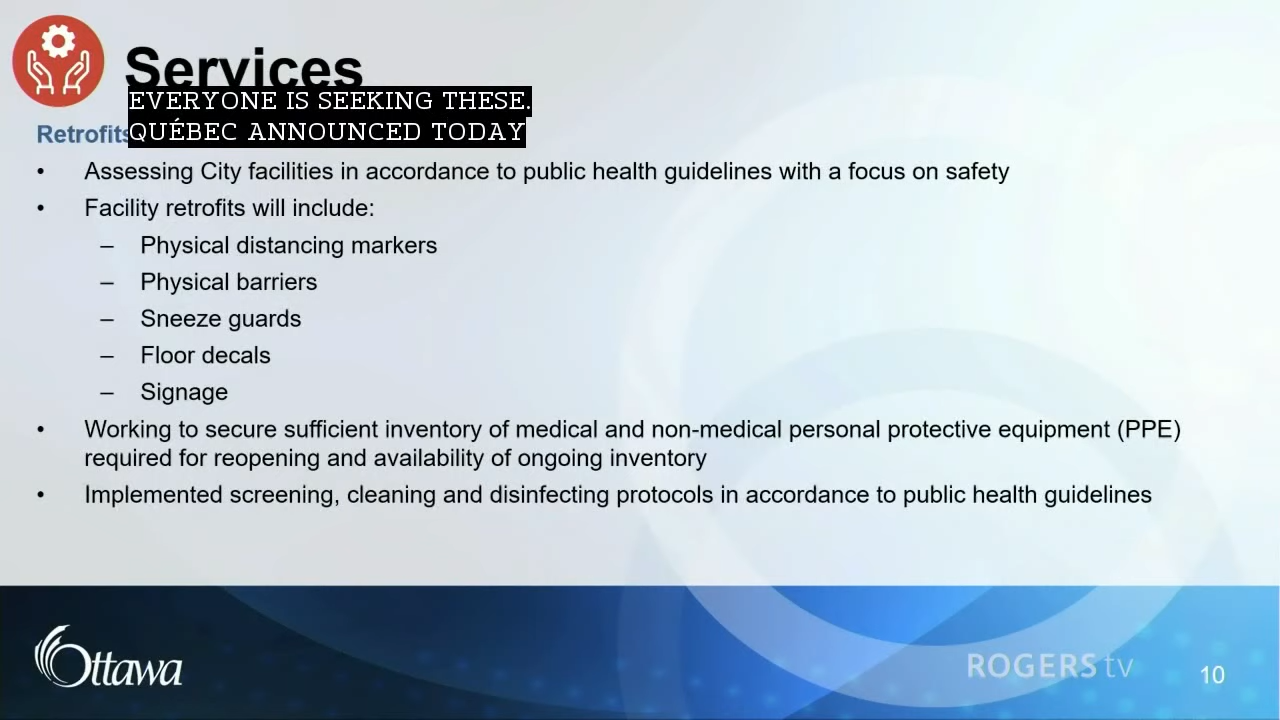 Services
EVERYONE IS SEEKING THESE.
QUÉBEC ANNOUNCED TODAY
Retrofits
• Assessing City facilities in accordance to public health guidelines with a focus on safety
• Facility retrofits will include:
– Physical distancing markers
– Physical barriers
– Sneeze guards
– Floor decals
– Signage
• Working to secure sufficient inventory of medical and non-medical personal protective equipment (PPE)
required for reopening and availability of ongoing inventory
• Implemented screening, cleaning and disinfecting protocols in accordance to public health guidelines
Ottawa
ROGERS tv
10